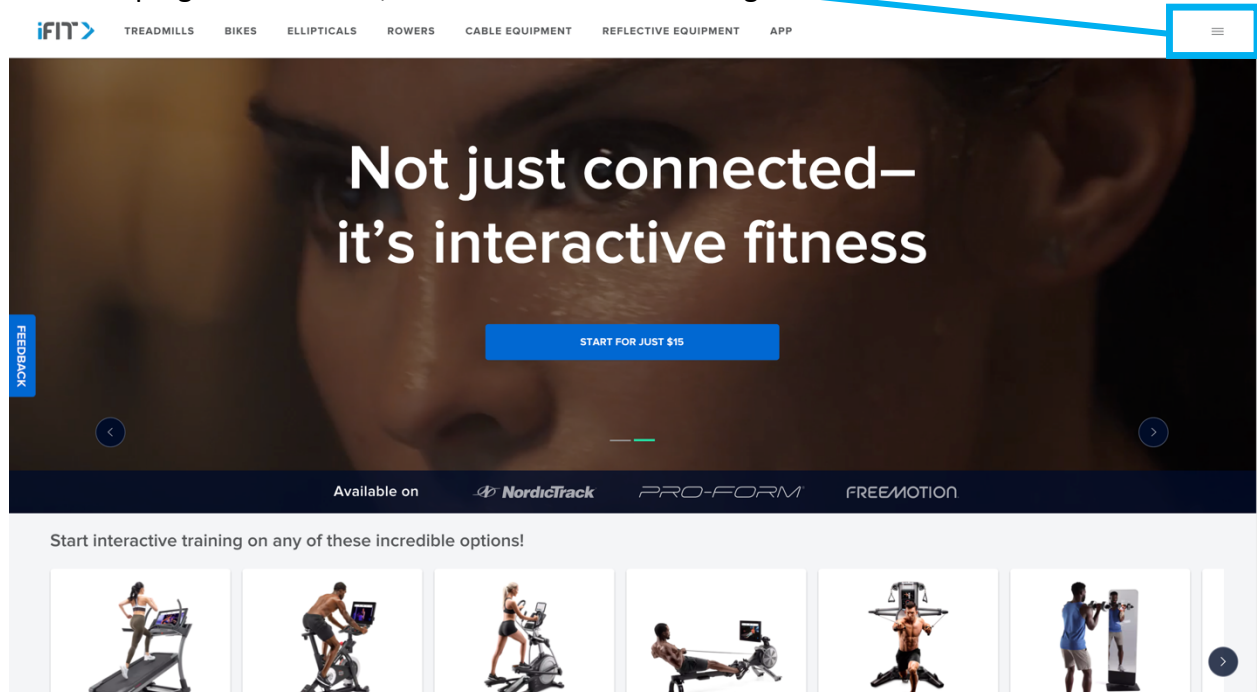 iFIT
TREADMILLS BIKES ELLIPTICALS ROWERS CABLE EQUIPMENT REFLECTIVE EQUIPMENT APP
Not just connected–
it’s interactive fitness
START FOR JUST $15
FEEDBACK
Available on NordicTrack PRO-FORM FREEMOTION
Start interactive training on any of these incredible options!